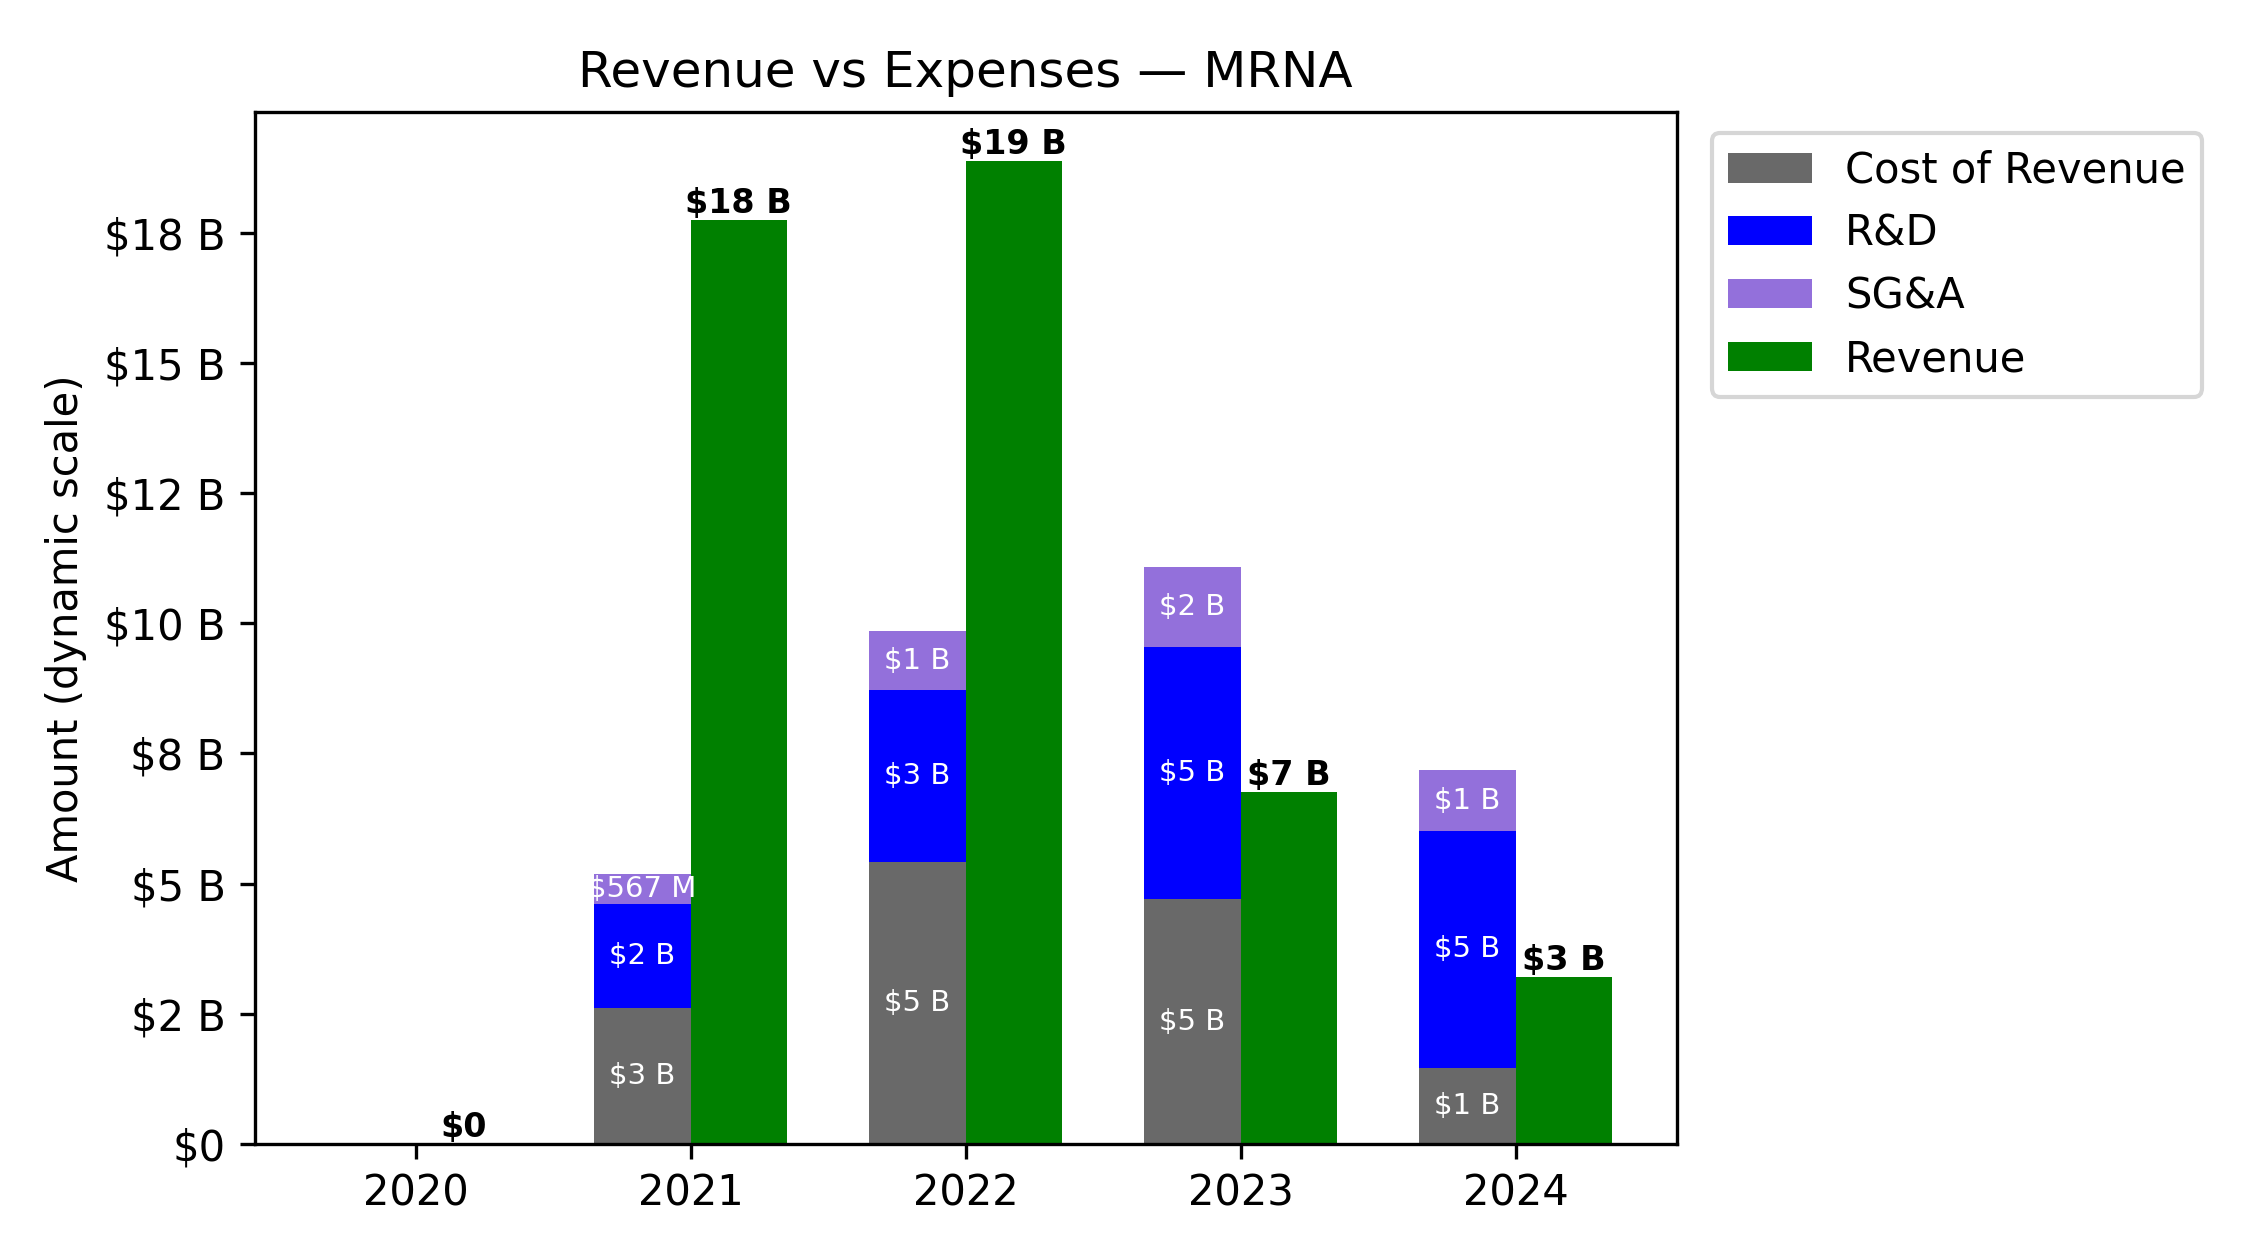 Revenue vs Expenses — MRNA
Amount (dynamic scale)
$18 B
$15 B
$12 B
$10 B
$8 B
$5 B
$2 B
$0
$0
$567 M
$2 B
$3 B
$18 B
$1 B
$3 B
$5 B
$19 B
$2 B
$5 B
$5 B
$7 B
$1 B
$5 B
$1 B
$3 B
2020
2021
2022
2023
2024
Cost of Revenue
R&D
SG&A
Revenue